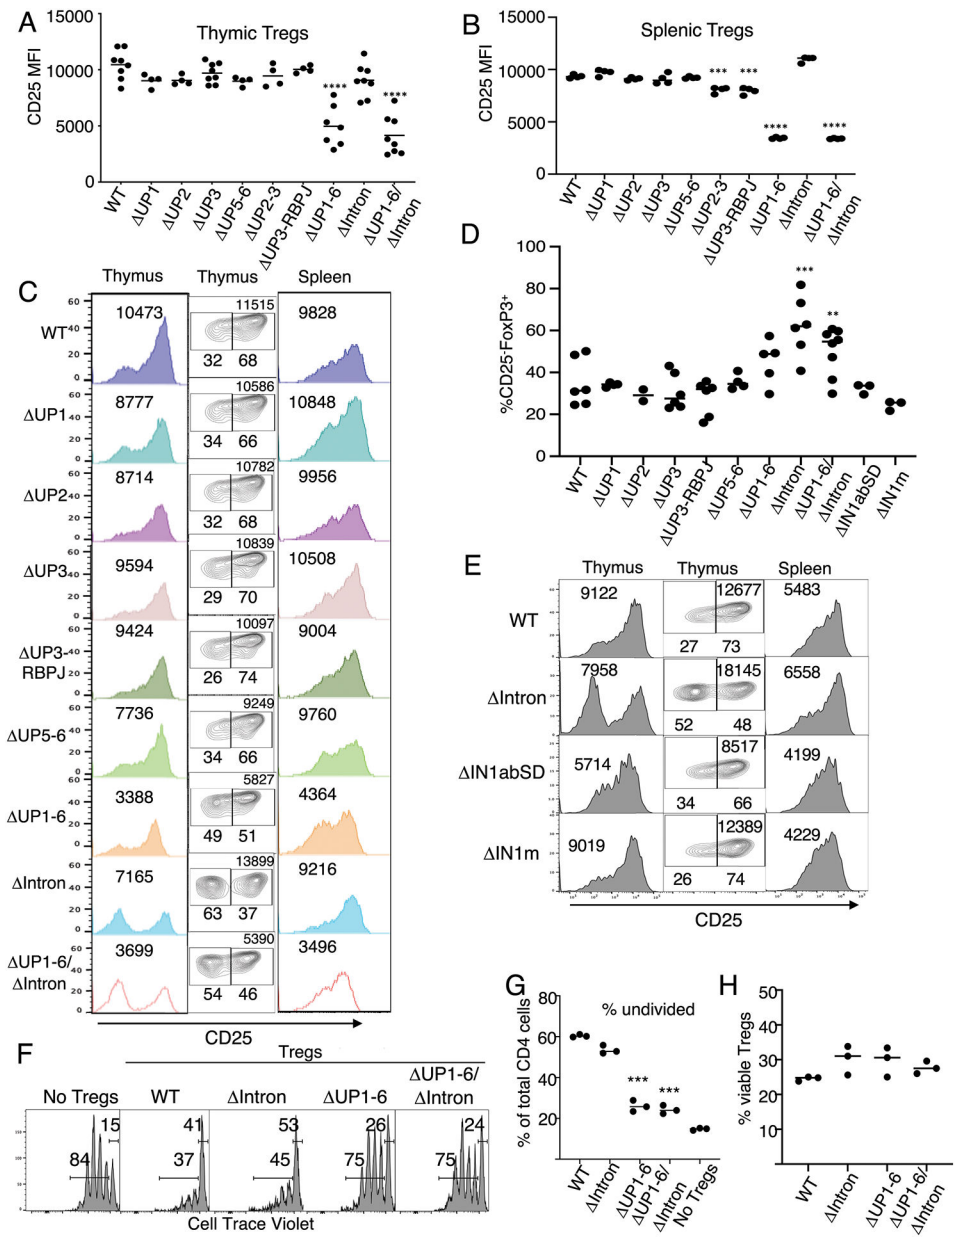 A
Thymic Tregs
CD25 MFI
15000
10000
5000
0
****
****
WT
ΔUP1
ΔUP2
ΔUP3
ΔUP5-6
ΔUP2-3
ΔUP3-RBPJ
ΔUP1-6
ΔIntron
ΔUP1-6/
ΔIntron
B
Splenic Tregs
CD25 MFI
15000
10000
5000
0
***
***
****
****
WT
ΔUP1
ΔUP2
ΔUP3
ΔUP5-6
ΔUP2-3
ΔUP3-RBPJ
ΔUP1-6
ΔIntron
ΔUP1-6/
ΔIntron
C
Thymus Thymus Spleen
WT 10473 11515 32 68 9828
ΔUP1 8777 10586 34 66 10848
ΔUP2 8714 10782 32 68 9956
ΔUP3 9594 10839 29 70 10508
ΔUP3-
RBPJ 9424 10097 26 74 9004
ΔUP5-6 7736 9249 34 66 9760
ΔUP1-6 3388 5827 49 51 4364
ΔIntron 7165 13899 63 37 9216
ΔUP1-6/
ΔIntron 3699 5390 54 46 3496
CD25
D
%CD25-FoxP3+
100
80
60
40
20
0
***
**
WT
ΔUP1
ΔUP2
ΔUP3
ΔUP3-RBPJ
ΔUP5-6
ΔUP1-6
ΔIntron
ΔUP1-6/
ΔIntron
ΔIN1abSD
ΔIN1m
E
Thymus Thymus Spleen
WT 9122 12677 27 73 5483
ΔIntron 7958 18145 52 48 6558
ΔIN1abSD 5714 8517 34 66 4199
ΔIN1m 9019 12389 26 74 4229
CD25
F
Tregs
No Tregs WT ΔIntron ΔUP1-6 ΔUP1-6/
ΔIntron
15 41 53 26 24
84 37 45 75 75
Cell Trace Violet
G
% undivided
% of total CD4 cells
80
60
40
20
***
***
WT
ΔIntron
ΔUP1-6
ΔUP1-6/
ΔIntron
No Tregs
H
% viable Tregs
50
40
30
20
10
WT
ΔIntron
ΔUP1-6
ΔUP1-6/
ΔIntron